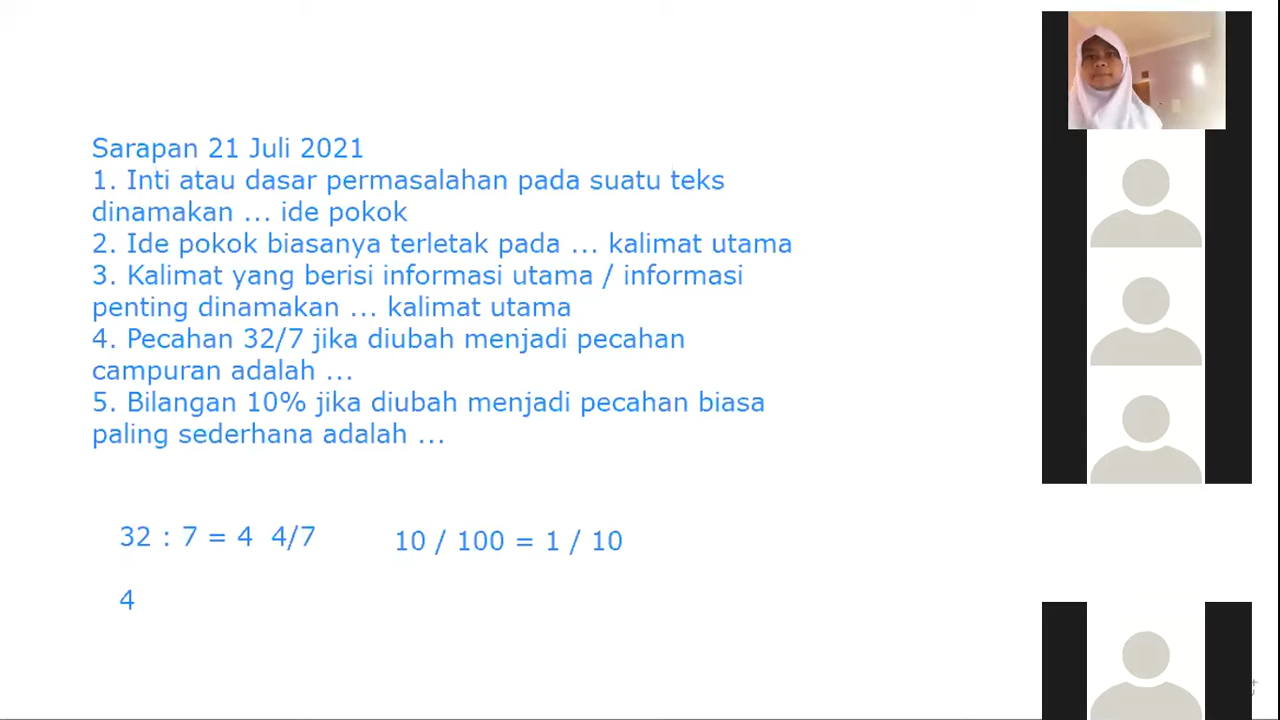 Sarapan 21 Juli 2021
1. Inti atau dasar permasalahan pada suatu teks
dinamakan ... ide pokok
2. Ide pokok biasanya terletak pada ... kalimat utama
3. Kalimat yang berisi informasi utama / informasi
penting dinamakan ... kalimat utama
4. Pecahan 32/7 jika diubah menjadi pecahan
campuran adalah ...
5. Bilangan 10% jika diubah menjadi pecahan biasa
paling sederhana adalah ...
32 : 7 = 4  4/7
10 / 100 = 1 / 10
4